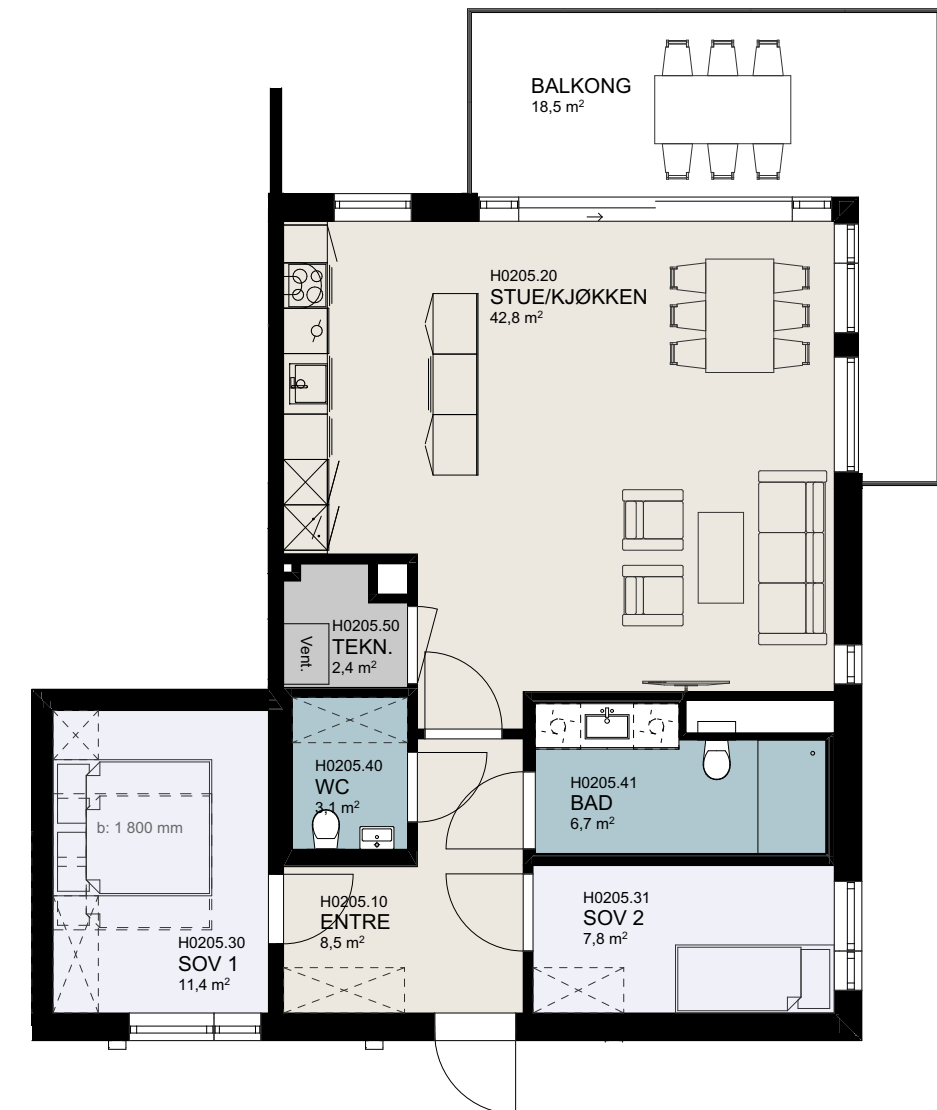 BALKONG
18,5 m²
H0205.20
STUE/KJØKKEN
42,8 m²
H0205.50
TEKN.
2,4 m²
Vent.
H0205.40
WC
3,1 m²
H0205.41
BAD
6,7 m²
b: 1 800 mm
H0205.10
ENTRE
8,5 m²
H0205.31
SOV 2
7,8 m²
H0205.30
SOV 1
11,4 m²